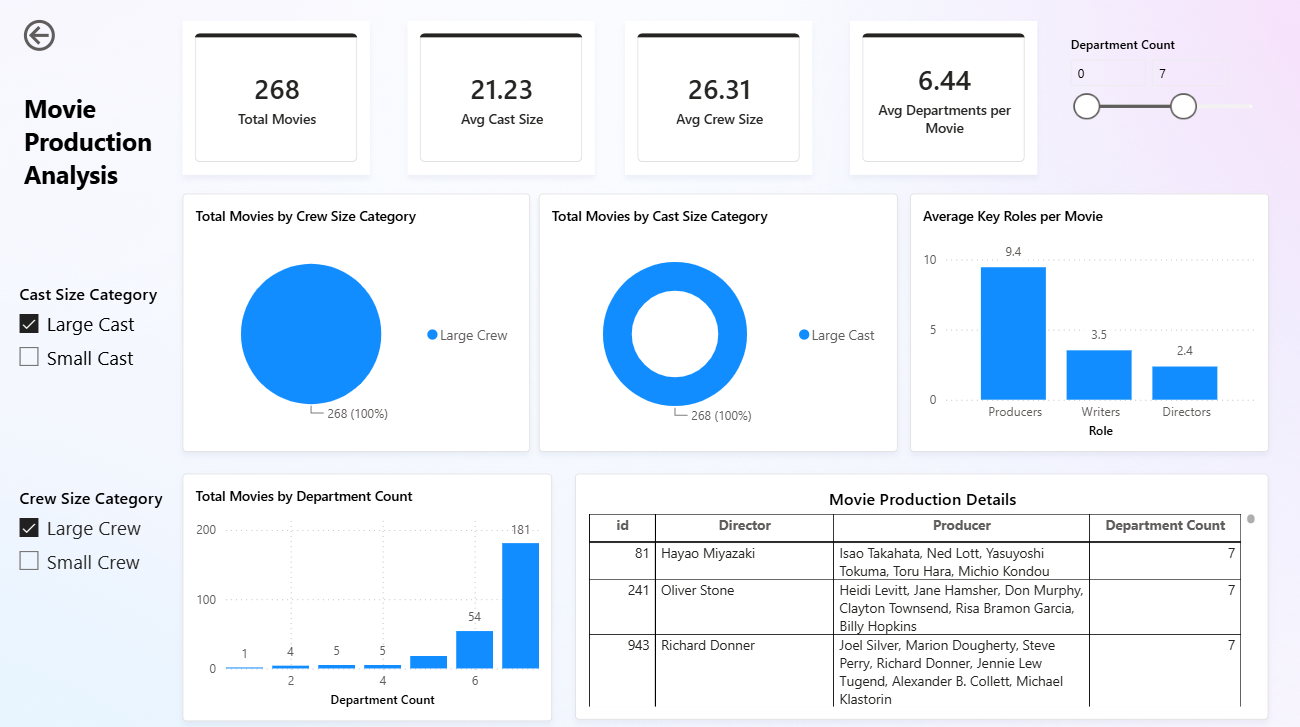 Movie
Production
Analysis
268
Total Movies
21.23
Avg Cast Size
26.31
Avg Crew Size
6.44
Avg Departments per
Movie
Department Count
0 7
Cast Size Category
Large Cast
Small Cast
Crew Size Category
Large Crew
Small Crew
Total Movies by Crew Size Category
Large Crew
268 (100%)
Total Movies by Cast Size Category
Large Cast
268 (100%)
Average Key Roles per Movie
10
5
0
9.4
3.5
2.4
Producers Writers Directors
Role
Total Movies by Department Count
200
100
0
1 4 5 5 54 181
2 4 6
Department Count
Movie Production Details
id Director Producer Department Count
81 Hayao Miyazaki Isao Takahata, Ned Lott, Yasuyoshi 7
Tokuma, Toru Hara, Michio Kondou
241 Oliver Stone Heidi Levitt, Jane Hamsher, Don Murphy, 7
Clayton Townsend, Risa Bramon Garcia,
Billy Hopkins
943 Richard Donner Joel Silver, Marion Dougherty, Steve 7
Perry, Richard Donner, Jennie Lew
Tugend, Alexander B. Collett, Michael
Klastorin